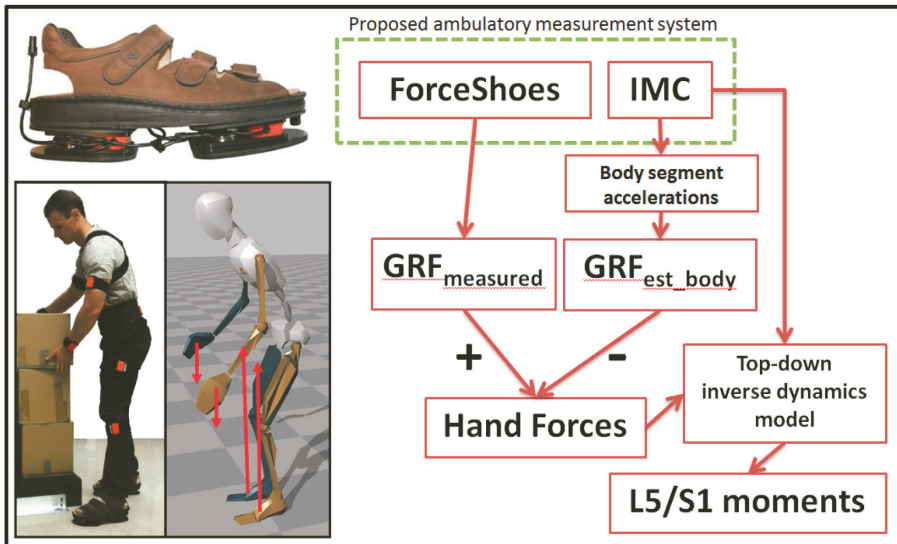 Proposed ambulatory measurement system
ForceShoes
IMC
Body segment
accelerations
GRFmeasured
GRFest_body
+
-
Top-down
inverse dynamics
model
Hand Forces
L5/S1 moments